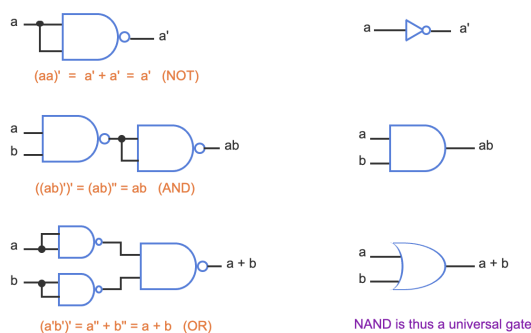 a a' a a'
(aa)' = a' + a' = a' (NOT)
a
b ab a
b ab
((ab)')' = (ab)'' = ab (AND)
a
b a + b a
b a + b
(a'b')' = a'' + b'' = a + b (OR)
NAND is thus a universal gate